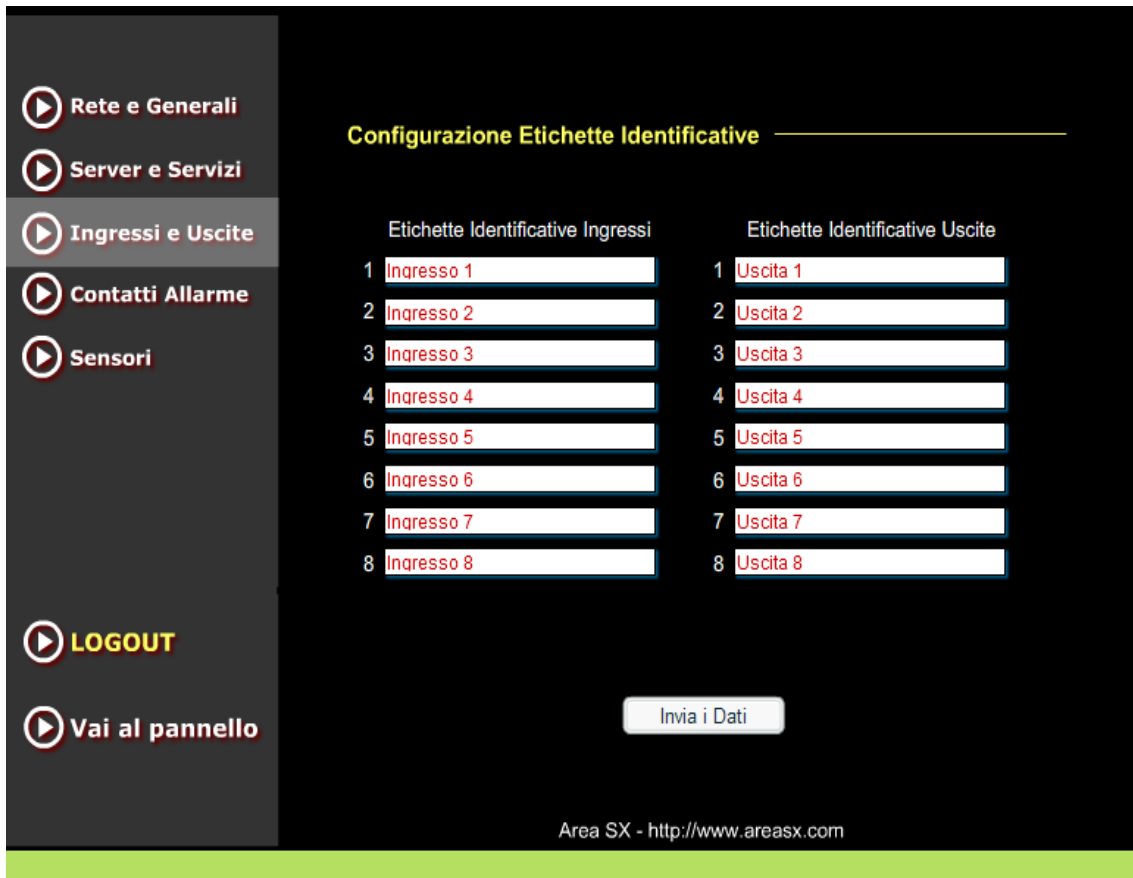 Rete e Generali
Server e Servizi
Ingressi e Uscite
Contatti Allarme
Sensori
LOGOUT
Vai al pannello
Configurazione Etichette Identificative
Etichette Identificative Ingressi
1 Ingresso 1
2 Ingresso 2
3 Ingresso 3
4 Ingresso 4
5 Ingresso 5
6 Ingresso 6
7 Ingresso 7
8 Ingresso 8
Etichette Identificative Uscite
1 Uscita 1
2 Uscita 2
3 Uscita 3
4 Uscita 4
5 Uscita 5
6 Uscita 6
7 Uscita 7
8 Uscita 8
Invia i Dati
Area SX - http://www.areasx.com